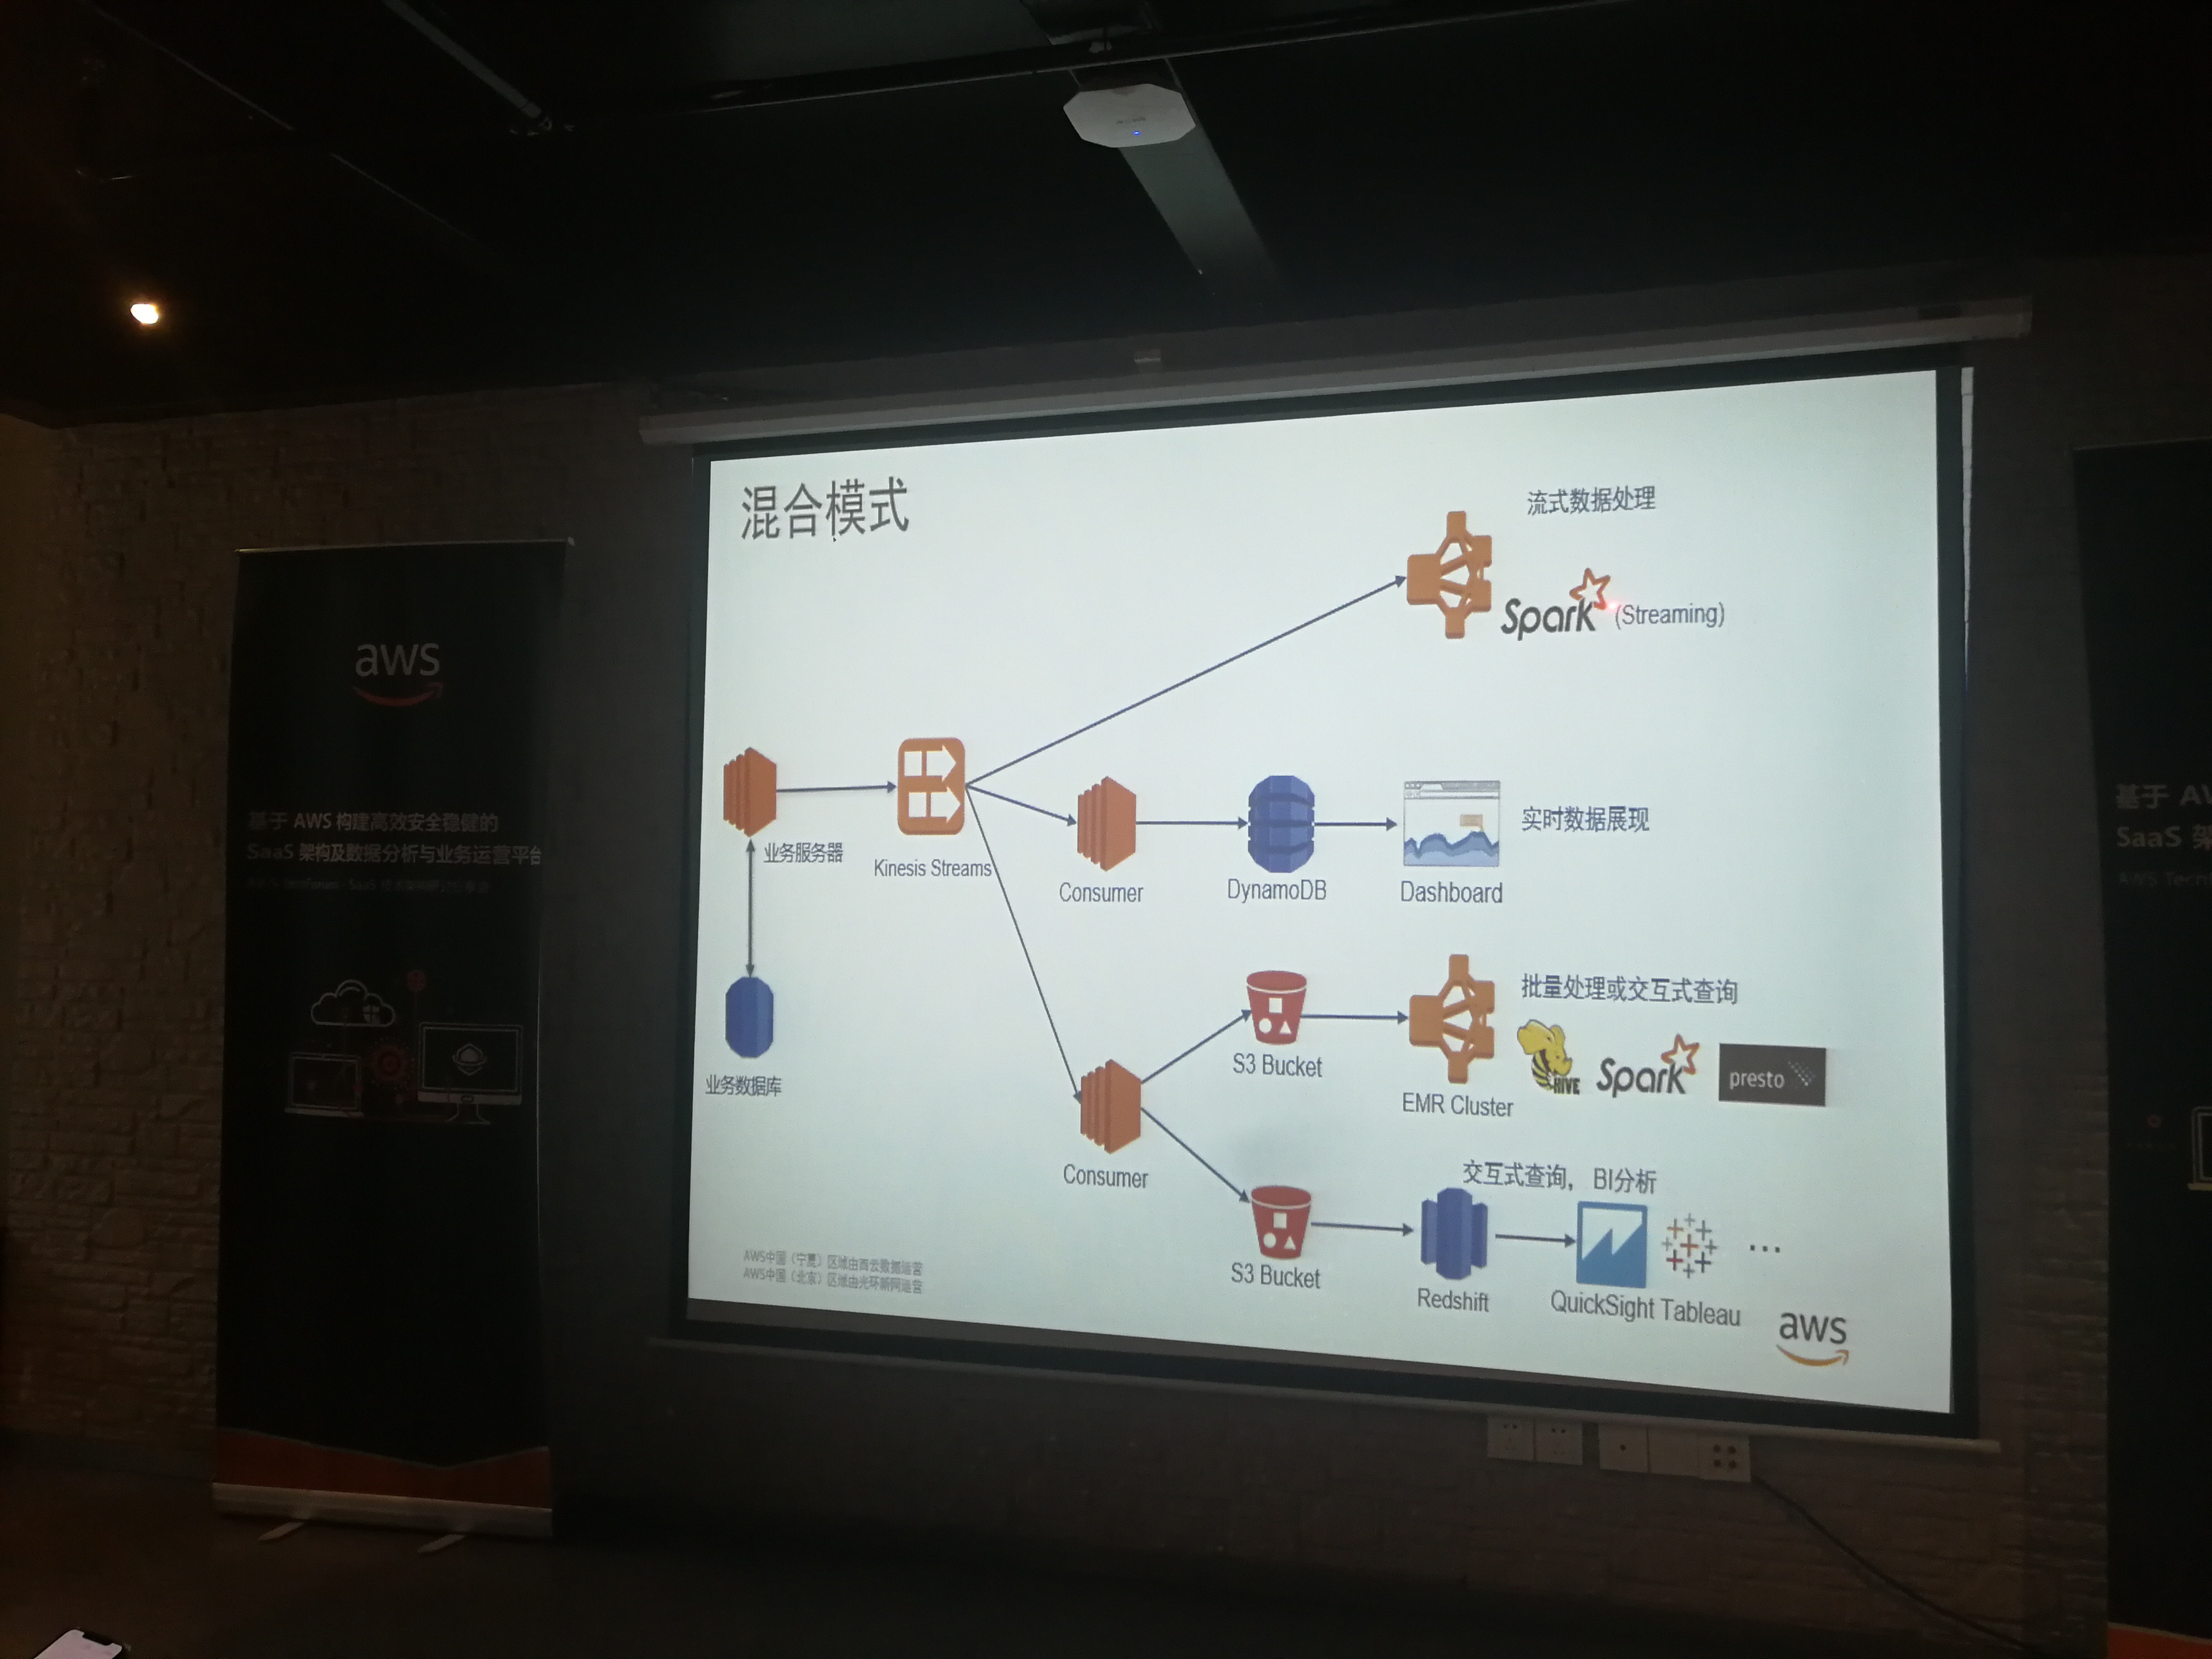 混合模式
流式数据处理
Spark (Streaming)
业务服务器
Kinesis Streams
Consumer
DynamoDB
Dashboard
实时数据展现
业务数据库
Consumer
S3 Bucket
EMR Cluster
批量处理或交互式查询
HIVE
Spark
presto
S3 Bucket
Redshift
交互式查询， BI分析
QuickSight Tableau
...
AWS中国（宁夏）区域由西云数据运营
AWS中国（北京）区域由光环新网运营
aws
aws
基于 AWS 构建高效安全稳健的
SaaS 架构及数据分析与业务运营平台
基于
SaaS
AWS